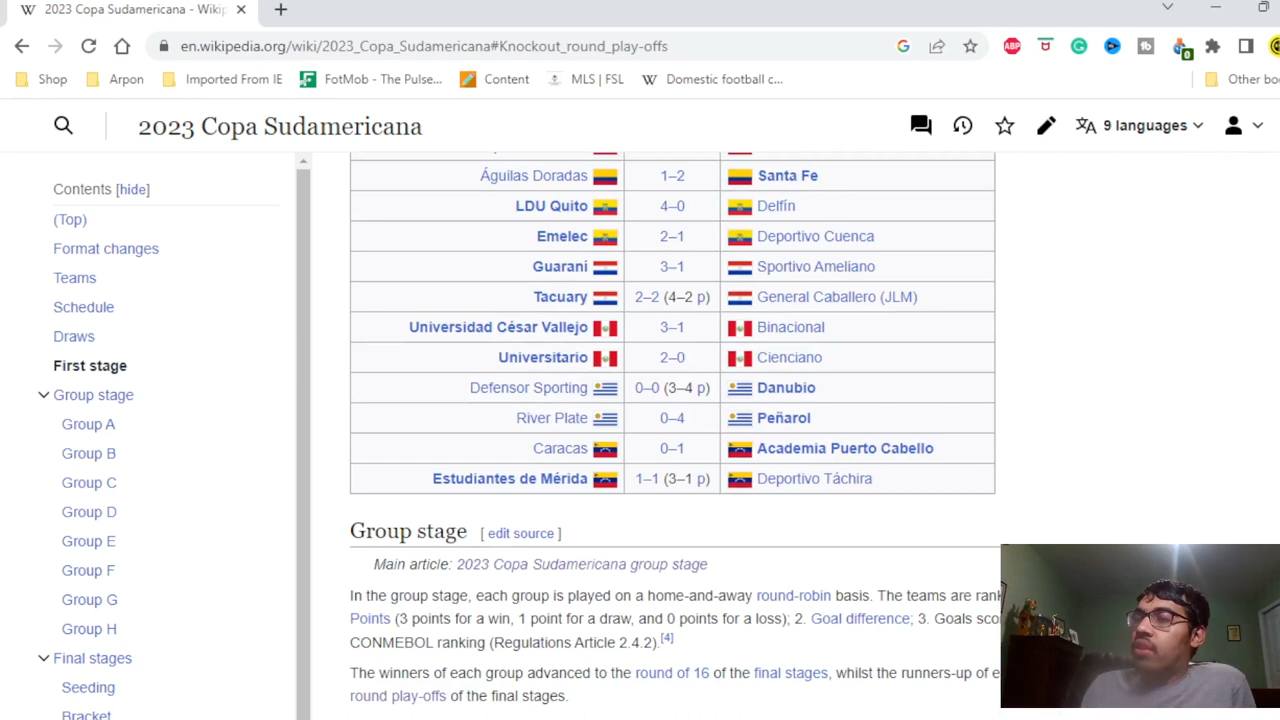 2023 Copa Sudamericana - Wikip
en.wikipedia.org/wiki/2023_Copa_Sudamericana#Knockout_round_play-offs
ABP
0
Shop
Arpon
Imported From IE
FotMob - The Pulse...
Content
MLS | FSL
Domestic football c...
Other boo
2023 Copa Sudamericana
9 languages
Contents [hide]
(Top)
Format changes
Teams
Schedule
Draws
First stage
Group stage
Group A
Group B
Group C
Group D
Group E
Group F
Group G
Group H
Final stages
Seeding
Bracket
Águilas Doradas 1–2 Santa Fe
LDU Quito 4–0 Delfín
Emelec 2–1 Deportivo Cuenca
Guaraní 3–1 Sportivo Ameliano
Tacuary 2–2 (4–2 p) General Caballero (JLM)
Universidad César Vallejo 3–1 Binacional
Universitario 2–0 Cienciano
Defensor Sporting 0–0 (3–4 p) Danubio
River Plate 0–4 Peñarol
Caracas 0–1 Academia Puerto Cabello
Estudiantes de Mérida 1–1 (3–1 p) Deportivo Táchira
Group stage [ edit source ]
Main article: 2023 Copa Sudamericana group stage
In the group stage, each group is played on a home-and-away round-robin basis. The teams are rank
Points (3 points for a win, 1 point for a draw, and 0 points for a loss); 2. Goal difference; 3. Goals sco
CONMEBOL ranking (Regulations Article 2.4.2).[4]
The winners of each group advanced to the round of 16 of the final stages, whilst the runners-up of e
round play-offs of the final stages.